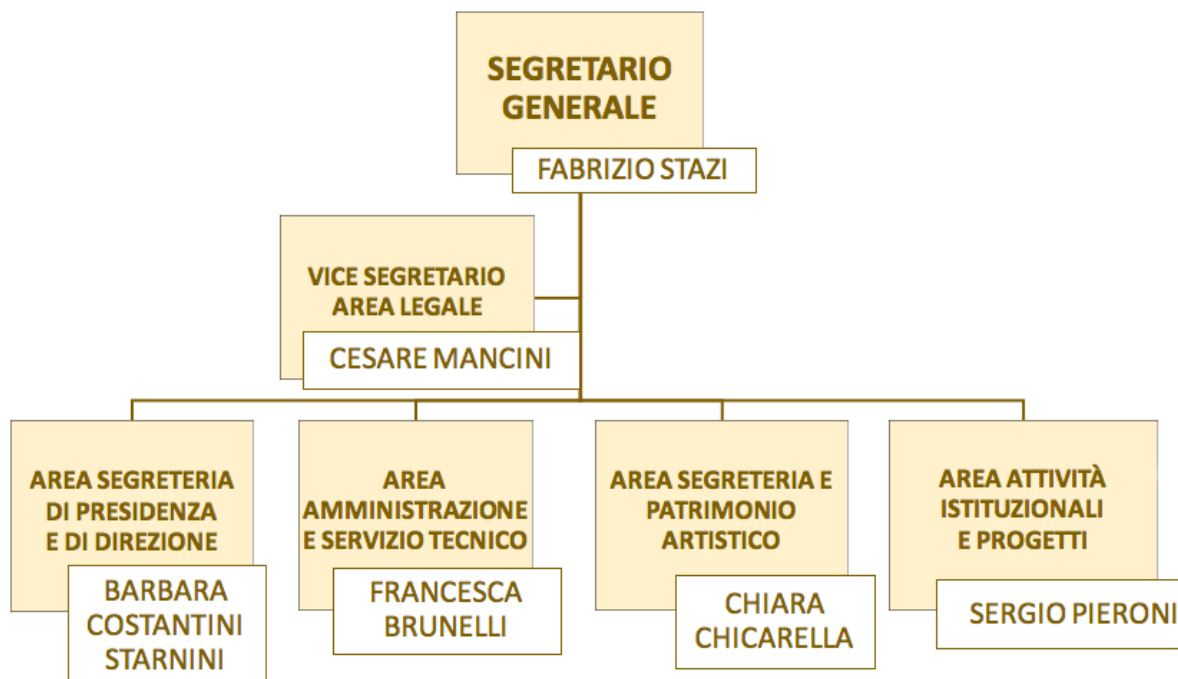 SEGRETARIO
GENERALE
FABRIZIO STAZI
VICE SEGRETARIO
AREA LEGALE
CESARE MANCINI
AREA SEGRETERIA
DI PRESIDENZA
E DI DIREZIONE
BARBARA
COSTANTINI
STARNINI
AREA
AMMINISTRAZIONE
E SERVIZIO TECNICO
FRANCESCA
BRUNELLI
AREA SEGRETERIA E
PATRIMONIO
ARTISTICO
CHIARA
CHICARELLA
AREA ATTIVITÀ
ISTITUZIONALI
E PROGETTI
SERGIO PIERONI